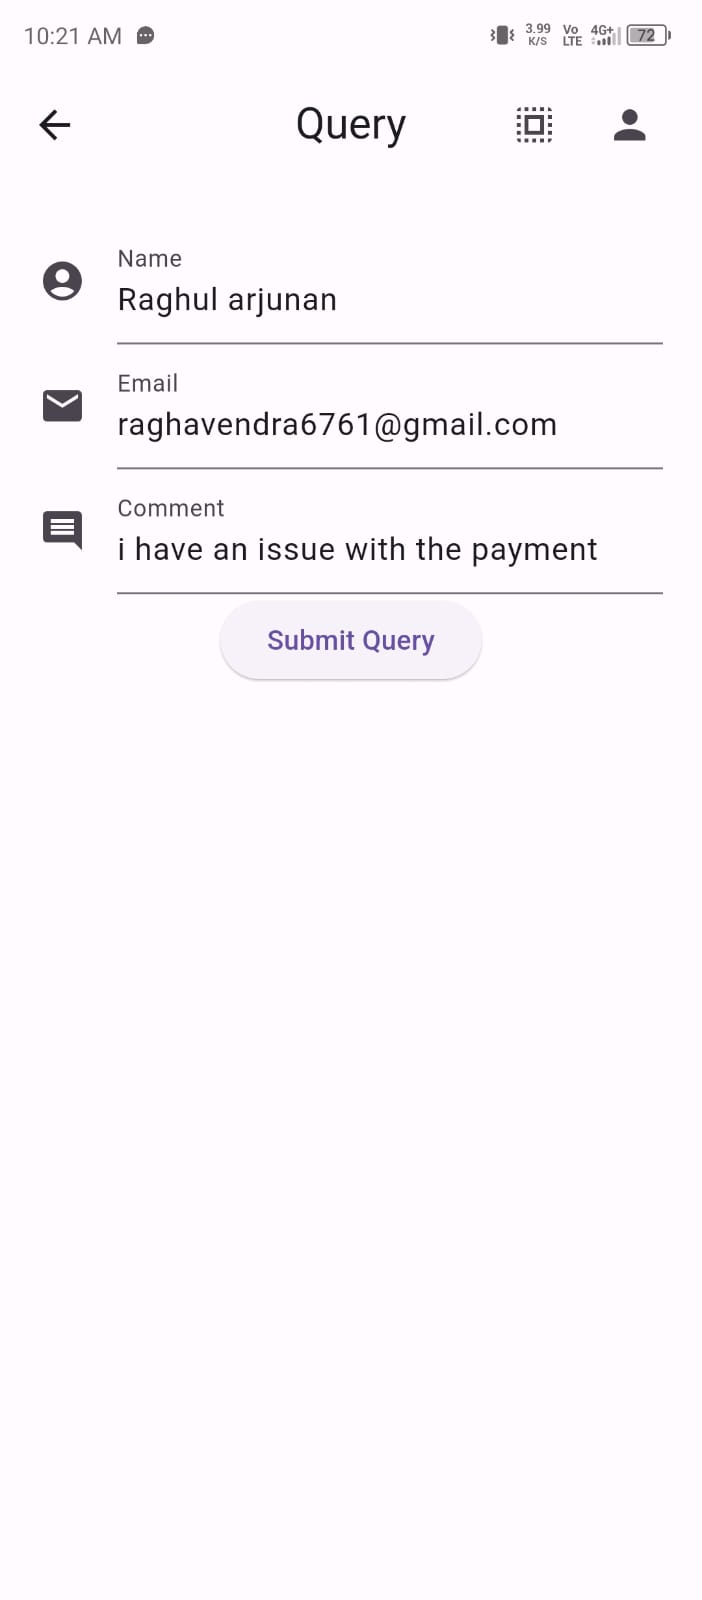 10:21 AM
3.99 K/S Vo LTE 4G+ 72
Query
Name
Raghul arjunan
Email
raghavendra6761@gmail.com
Comment
i have an issue with the payment
Submit Query